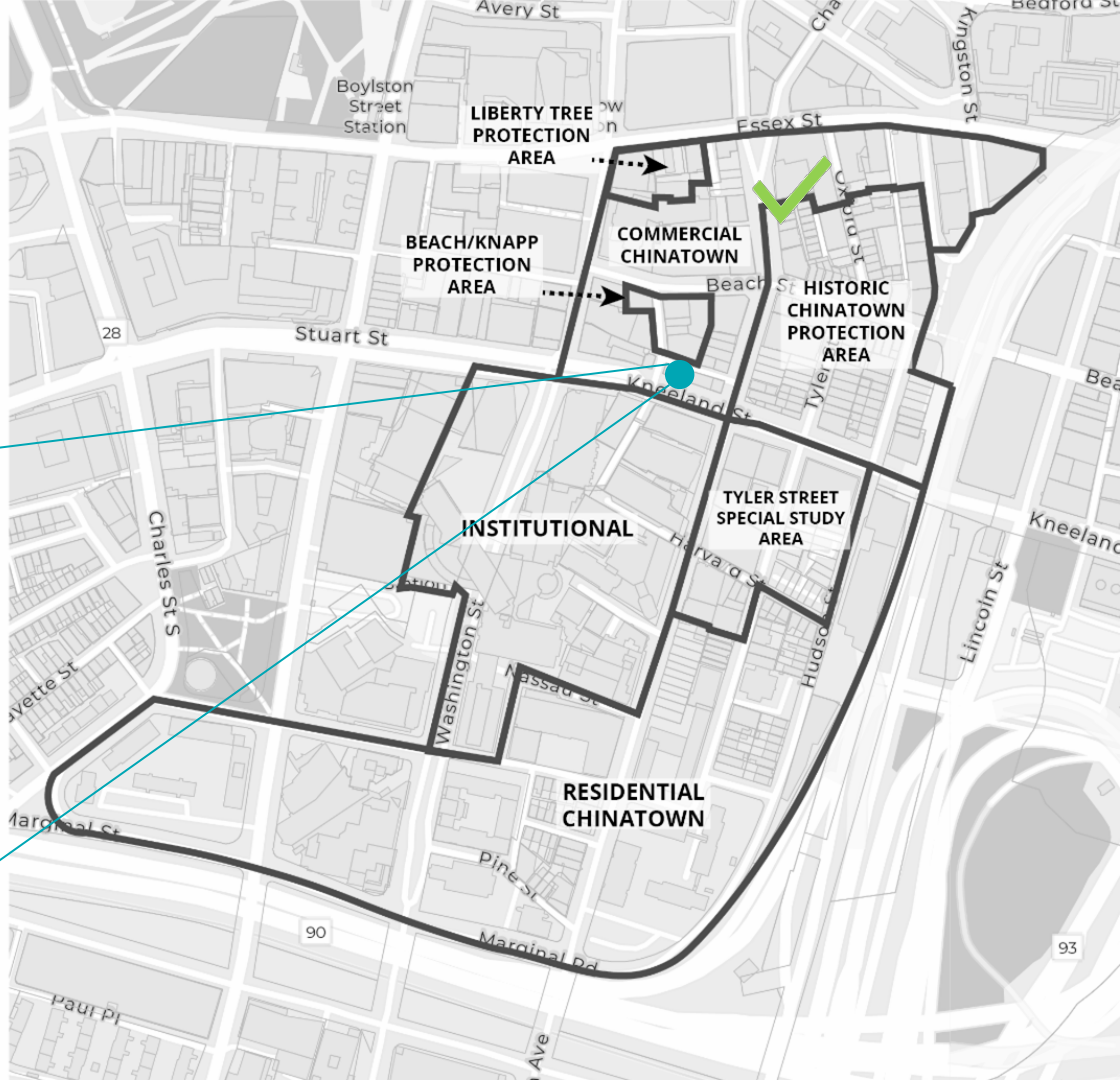 Avery St
Bedford St
Kingston St
Boylston
Street
Station
LIBERTY TREE
PROTECTION
AREA
Essex St
Oxford St
COMMERCIAL
CHINATOWN
BEACH/KNAPP
PROTECTION
AREA
Beach St
HISTORIC
CHINATOWN
PROTECTION
AREA
28
Stuart St
Kneeland St
Tyler
TYLER STREET
SPECIAL STUDY
AREA
INSTITUTIONAL
Harvard St
Kneeland
Charles St S
Lincoln St
Washington St
Hudson St
Nassau St
RESIDENTIAL
CHINATOWN
Marginal St
Pine St
90
Marginal Rd
93
Paul Pl
Ave